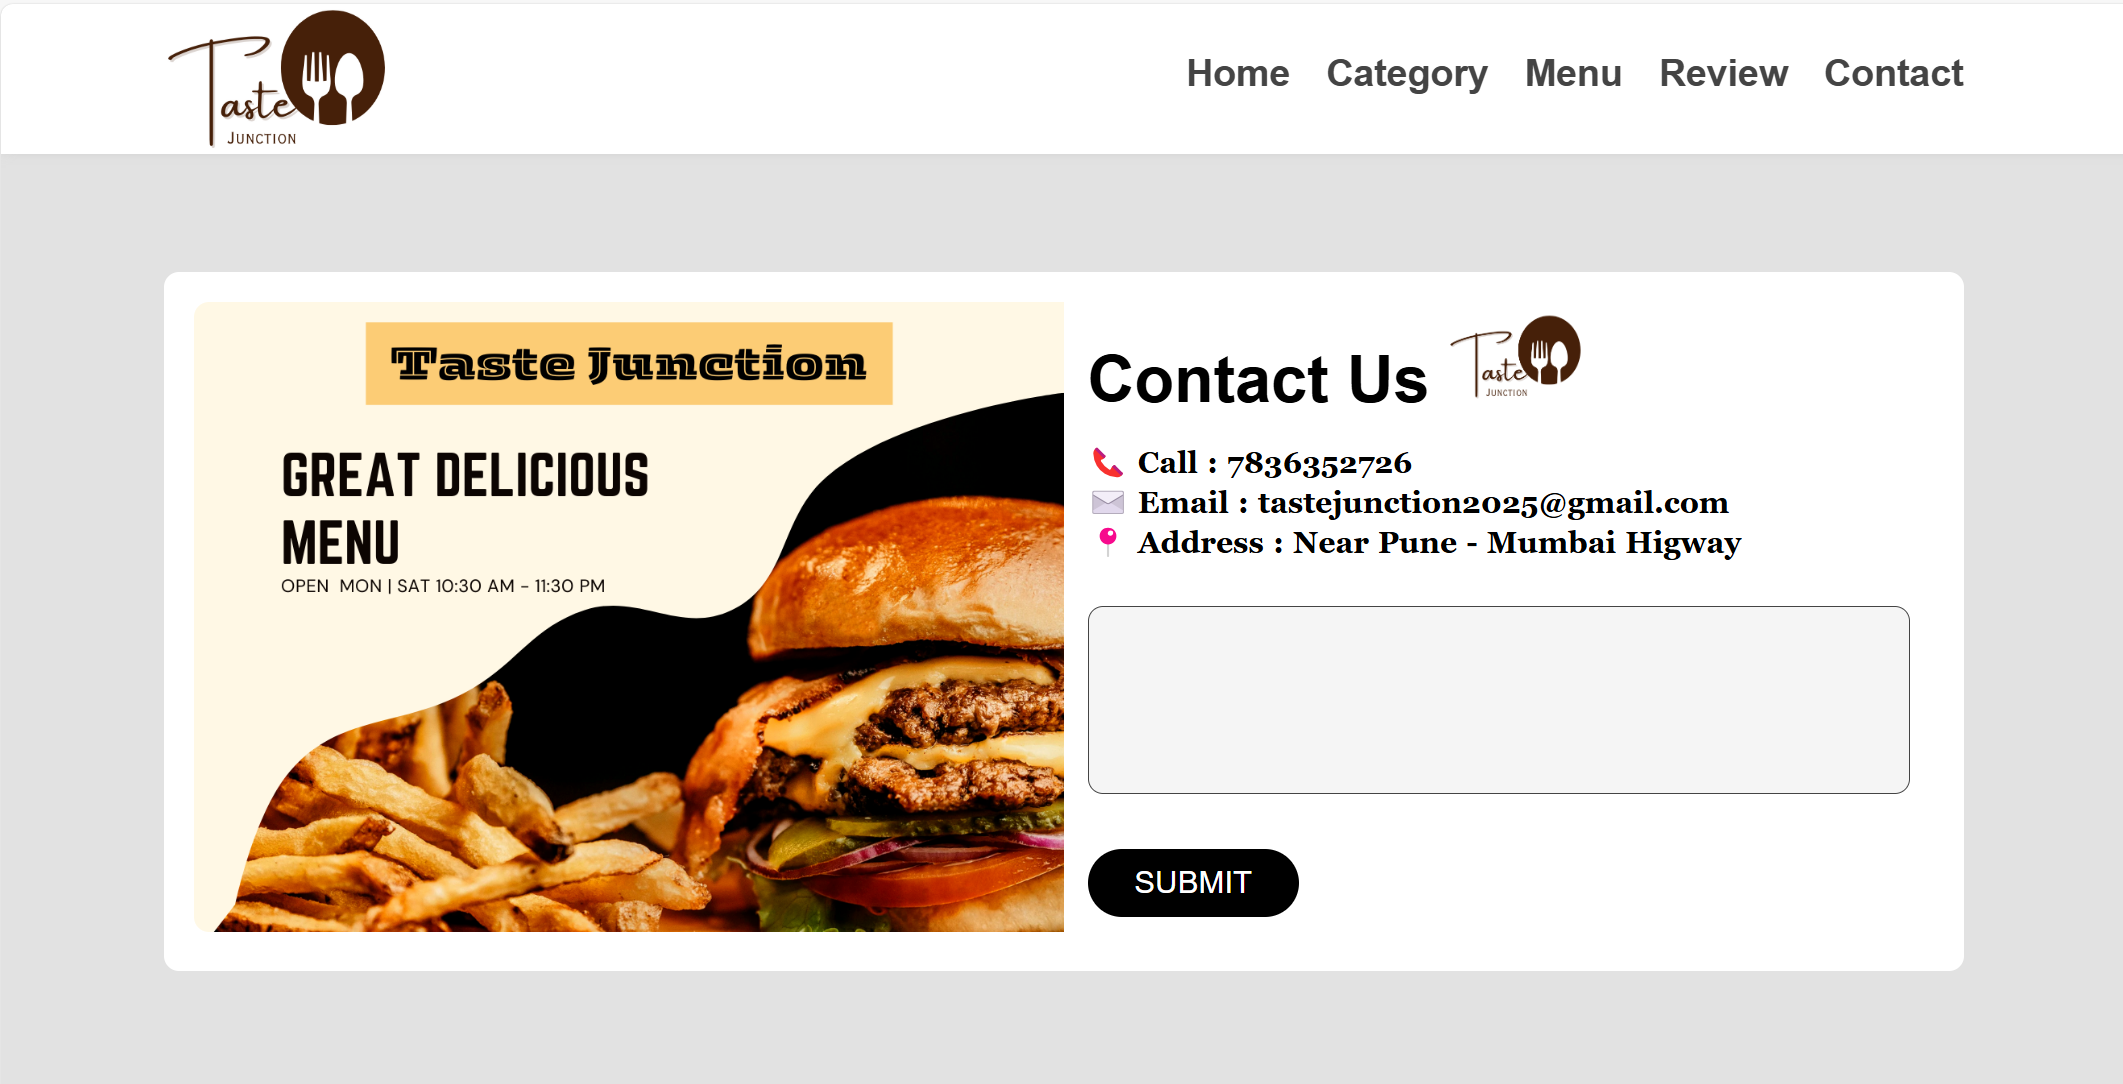 Taste
JUNCTION
Home Category Menu Review Contact
Taste Junction
GREAT DELICIOUS
MENU
OPEN MON | SAT 10:30 AM - 11:30 PM
Contact Us
Taste
JUNCTION
Call : 7836352726
Email : tastejunction2025@gmail.com
Address : Near Pune - Mumbai Higway
SUBMIT